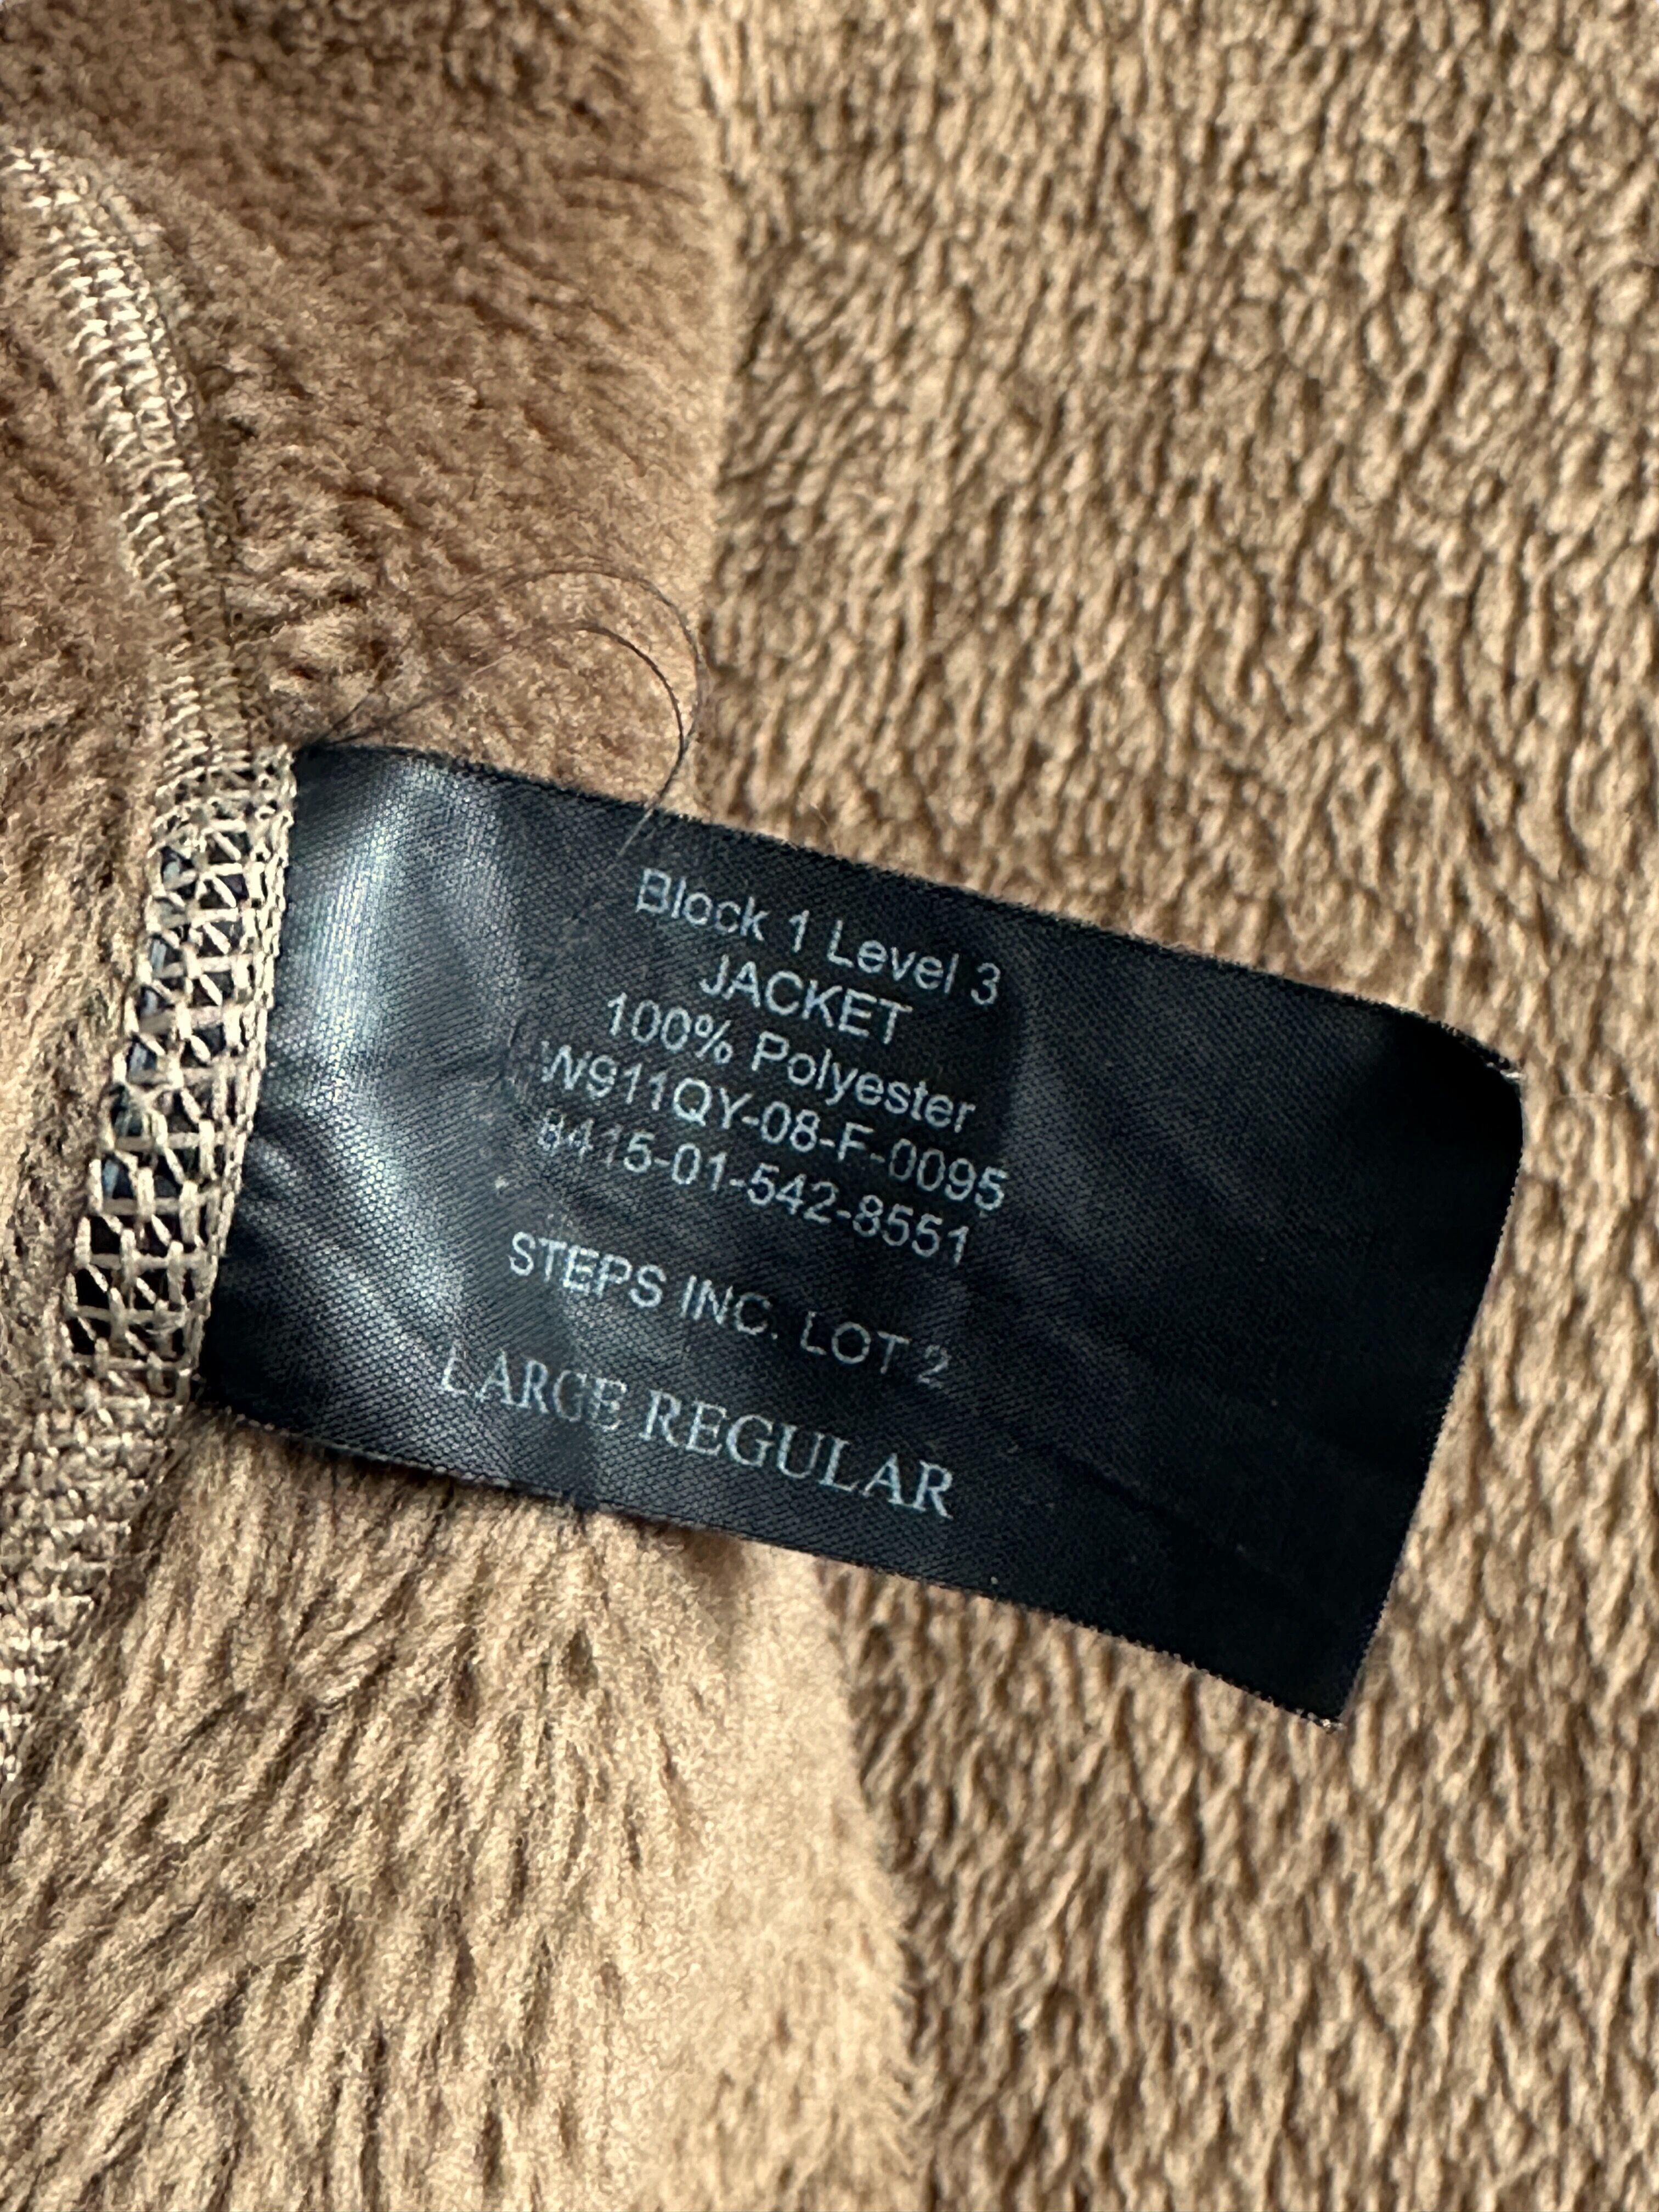 Block 1 Level 3
JACKET
100% Polyester
W911QY-08-F-0095
8415-01-542-8551
STEPS INC. LOT 2
LARGE REGULAR